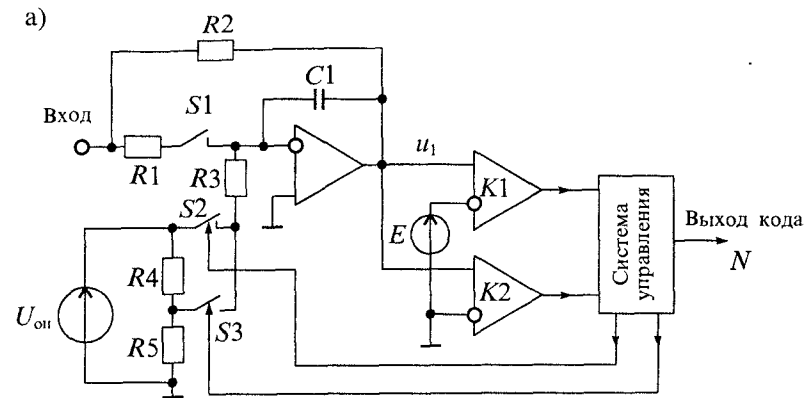 а)
R2
C1
Вход
S1
R1
R3
u₁
K1
S2
E
Система управления
Выход кода
N
R4
K2
Uоп
S3
R5